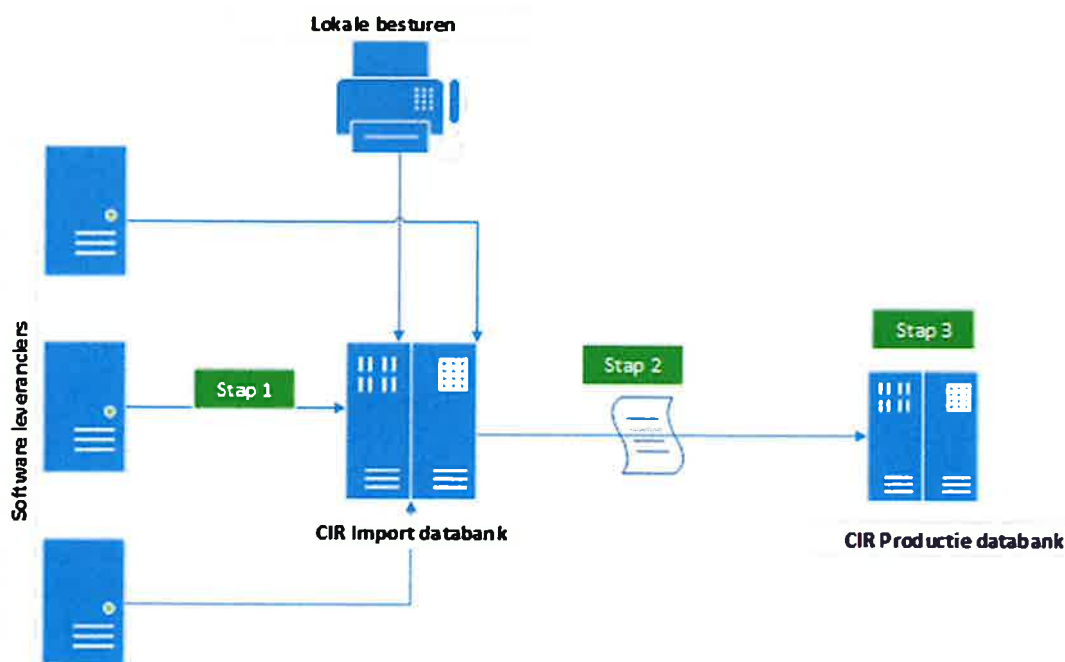 Lokale besturen
Software leveranciers
Stap 1
Stap 2
Stap 3
CIR Import databank
CIR Productie databank